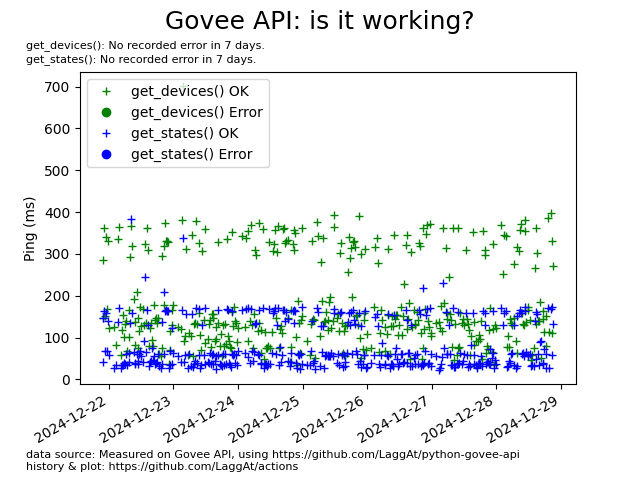 Govee API: is it working?
get_devices(): No recorded error in 7 days.
get_states(): No recorded error in 7 days.
700
600
500
400
300
200
100
0
Ping (ms)
get_devices() OK
get_devices() Error
get_states() OK
get_states() Error
2024-12-22
2024-12-23
2024-12-24
2024-12-25
2024-12-26
2024-12-27
2024-12-28
2024-12-29
data source: Measured on Govee API, using https://github.com/LaggAt/python-govee-api
history & plot: https://github.com/LaggAt/actions